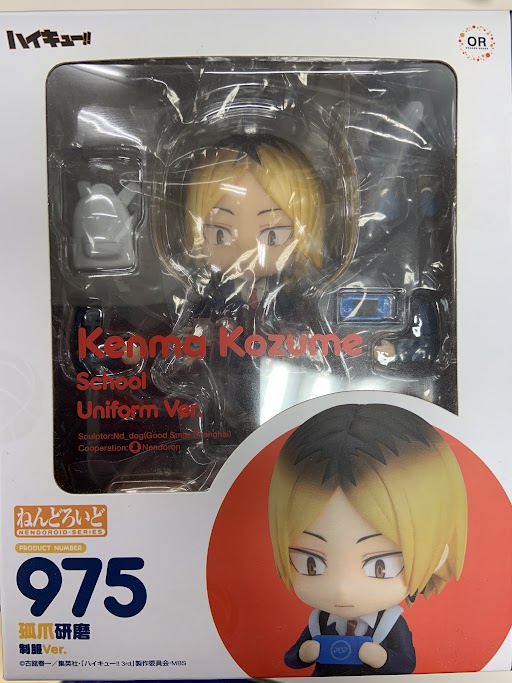 ハイキュー!!
OR
ORANGE ROUGE
Kenma Kozume
School
Uniform Ver.
Sculptor:Nd_dog(Good Smile Shanghai)
Cooperation: Nendoron
ねんどろいど
NENDOROID·SERIES
PRODUCT NUMBER
975
孤爪研磨
制服Ver.
©古舘春一／集英社・「ハイキュー!! 3rd」製作委員会・MBS